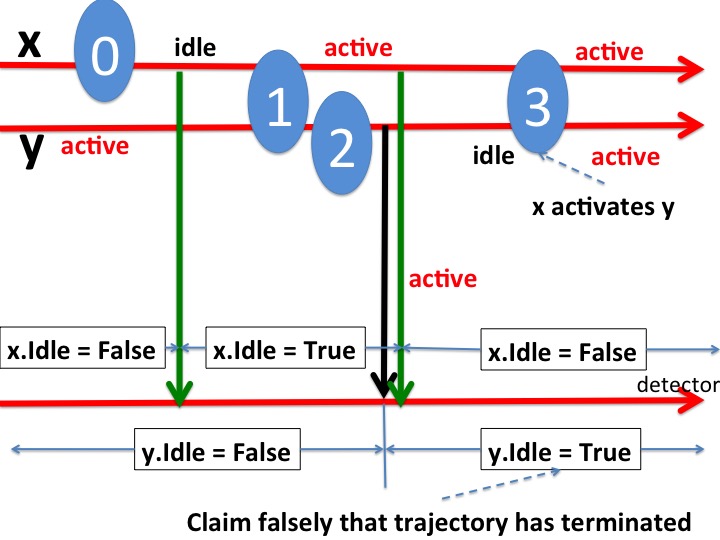 x 0 idle active active
1
y active 2 3
idle active
x activates y
active
x.Idle = False x.Idle = True x.Idle = False
detector
y.Idle = False y.Idle = True
Claim falsely that trajectory has terminated